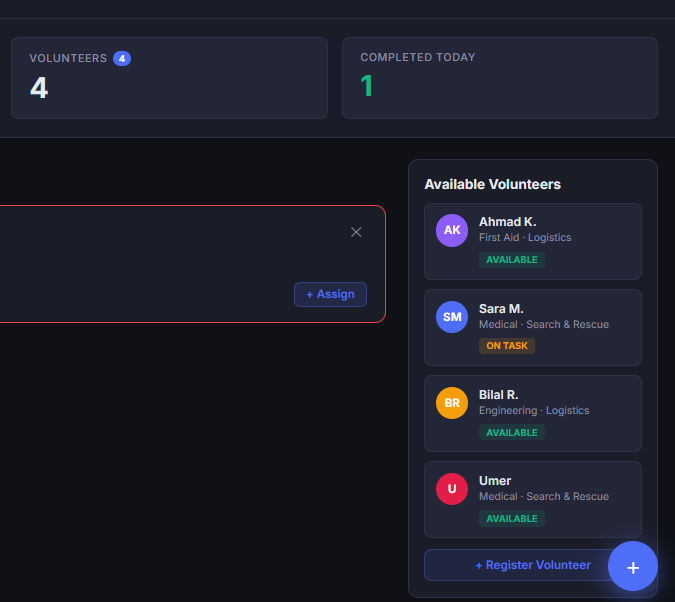 VOLUNTEERS 4
4
COMPLETED TODAY
1
+ Assign
Available Volunteers
AK
Ahmad K.
First Aid · Logistics
AVAILABLE
SM
Sara M.
Medical · Search & Rescue
ON TASK
BR
Bilal R.
Engineering · Logistics
AVAILABLE
U
Umer
Medical · Search & Rescue
AVAILABLE
+ Register Volunteer
+